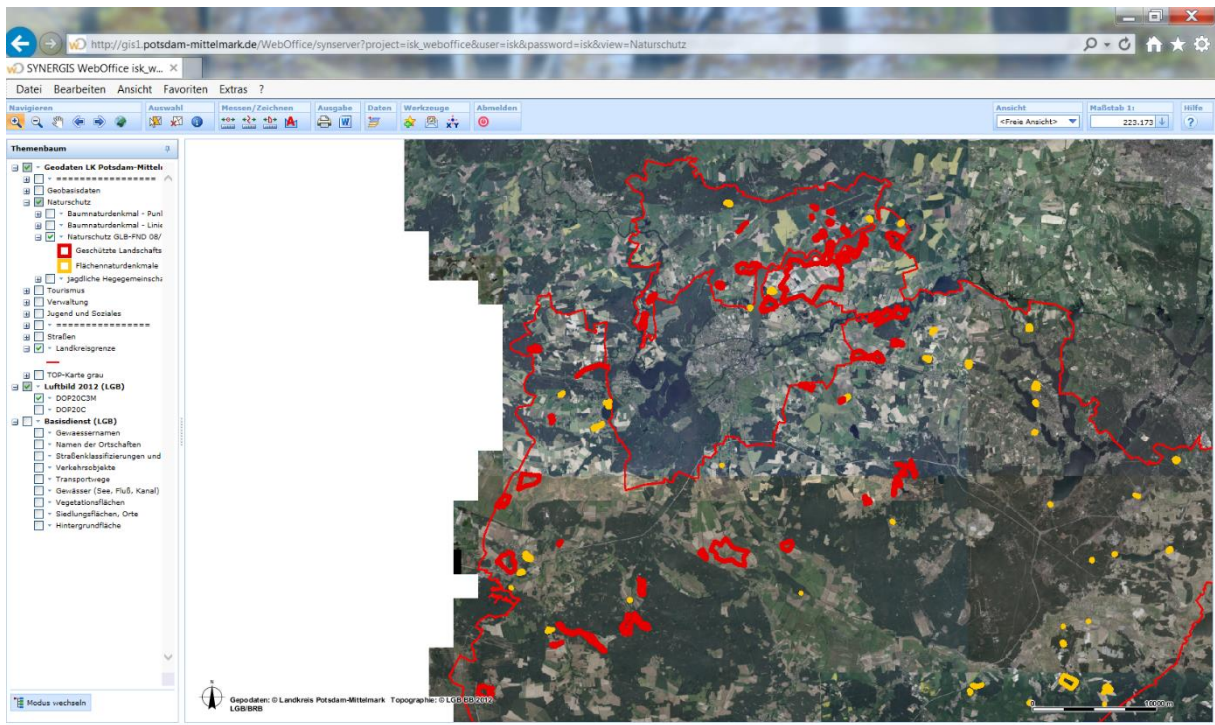 http://gis1.potsdam-mittelmark.de/WebOffice/synserver?project=isk_weboffice&user=isk&password=isk&view=Naturschutz
SYNERGIS WebOffice isk_w...
Datei Bearbeiten Ansicht Favoriten Extras ?
Navigieren Auswahl Messen/Zeichnen Ausgabe Daten Werkzeuge Abmelden Ansicht Maßstab 1: Hilfe
<Freie Ansicht> 223.173
Themenbaum
Geodaten LK Potsdam-Mittel
=================
Geobasisdaten
Naturschutz
Baumnaturdenkmal - Punk
Baumnaturdenkmal - Linie
Naturschutz GLB-FND 08/
Geschützte Landschafts
Flächennaturdenkmale
jagdliche Hegegemeinscha
Tourismus
Verwaltung
Jugend und Soziales
================
Straßen
Landkreisgrenze
TOP-Karte grau
Luftbild 2012 (LGB)
DOP20C3M
DOP20C
Basisdienst (LGB)
Gewaessernamen
Namen der Ortschaften
Straßenklassifizierungen und
Verkehrsobjekte
Transportwege
Gewässer (See, Fluß, Kanal)
Vegetationsflächen
Siedlungsflächen, Orte
Hintergrundfläche
Modus wechseln
N
Gepodaten: © Landkreis Potsdam-Mittelmark Topographie: © LGB BB 2012
LGB/BRB
0 10000 m